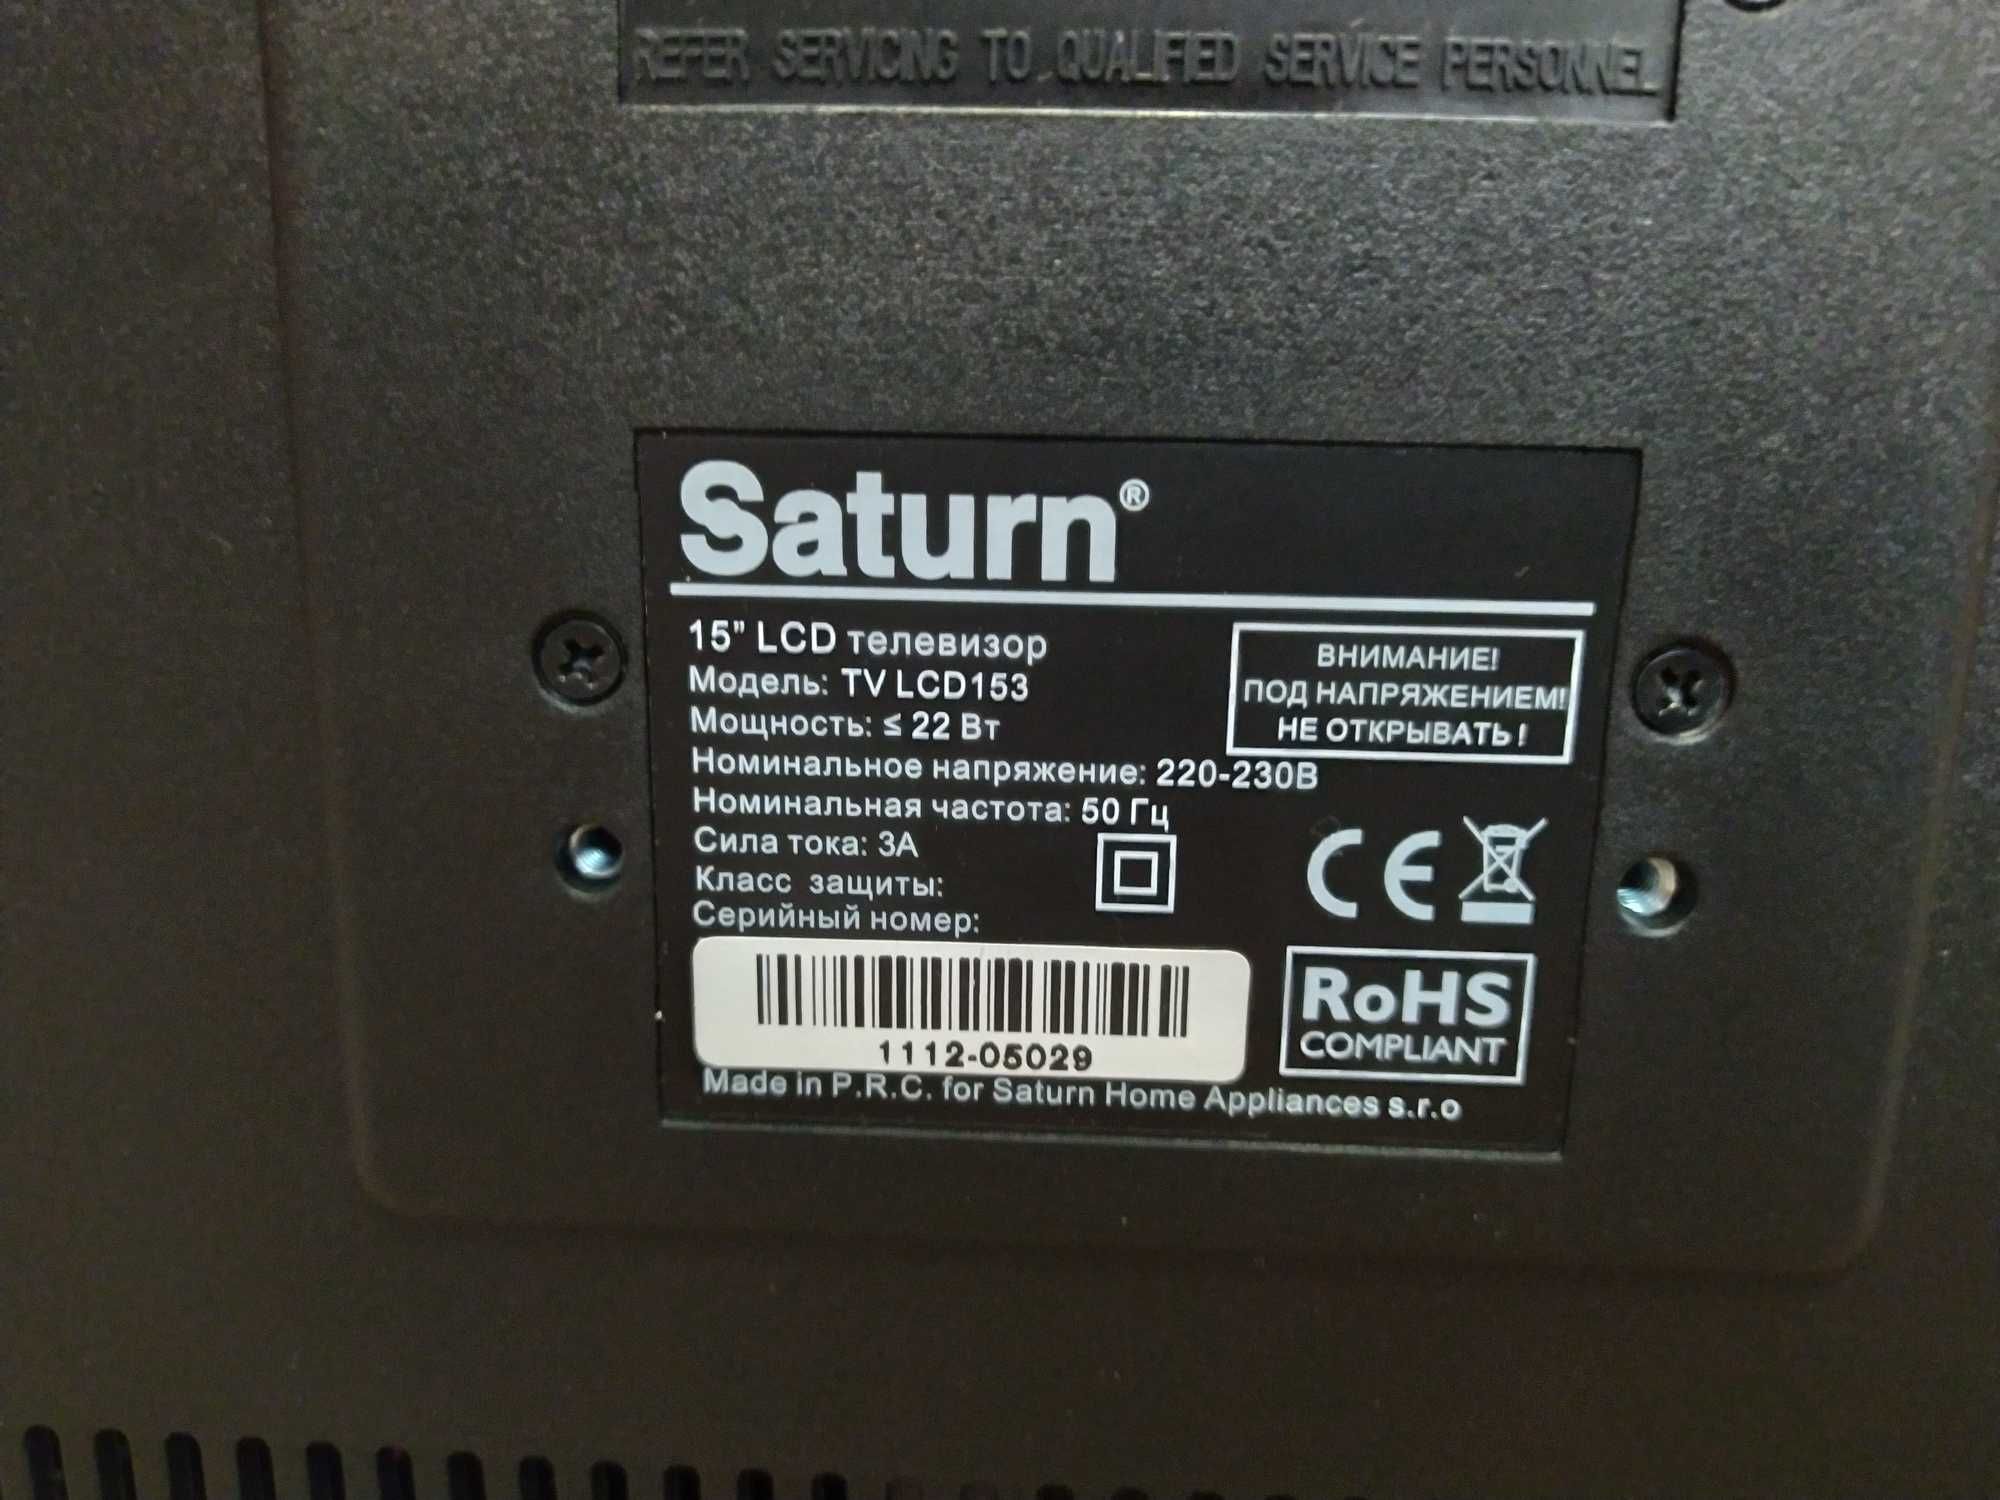 REFER SERVICING TO QUALIFIED SERVICE PERSONNEL
Saturn®
15” LCD телевизор
Модель: TV LCD153
Мощность: ≤ 22 Вт
Номинальное напряжение: 220-230В
Номинальная частота: 50 Гц
Сила тока: 3А
Класс защиты:
Серийный номер:
ВНИМАНИЕ!
ПОД НАПРЯЖЕНИЕМ!
НЕ ОТКРЫВАТЬ !
CE
RoHS
COMPLIANT
1112-05029
Made in P.R.C. for Saturn Home Appliances s.r.o